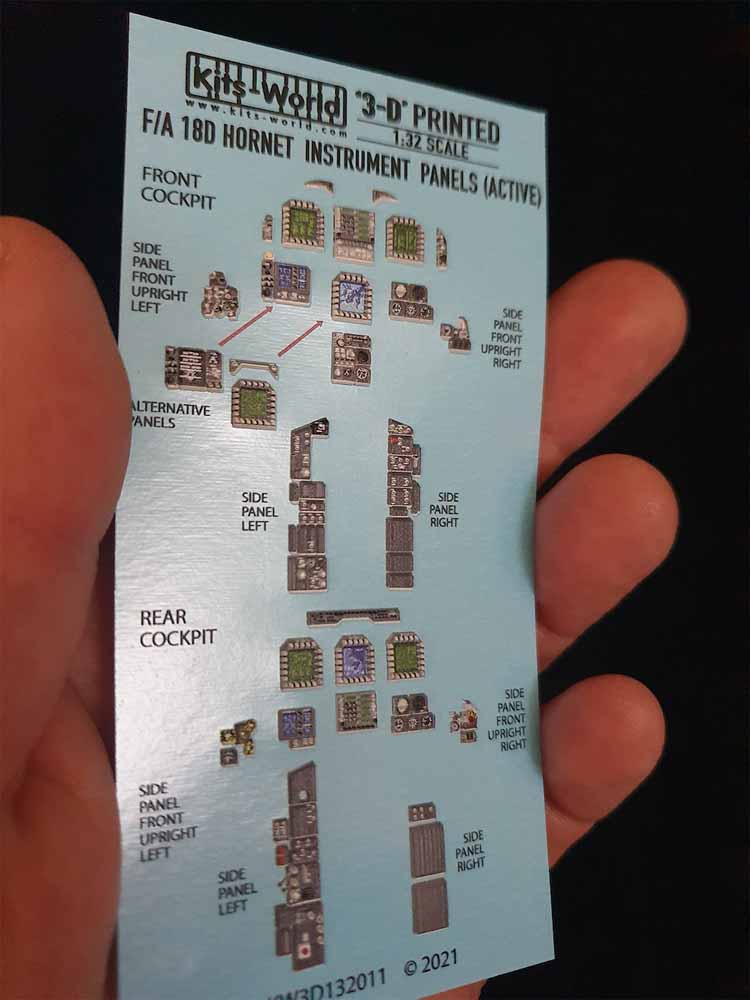 Kits-World
www.kits-world.com
"3-D" PRINTED
1:32 SCALE
F/A 18D HORNET INSTRUMENT PANELS (ACTIVE)
FRONT
COCKPIT
SIDE
PANEL
FRONT
UPRIGHT
LEFT
SIDE
PANEL
FRONT
UPRIGHT
RIGHT
ALTERNATIVE
PANELS
SIDE
PANEL
LEFT
SIDE
PANEL
RIGHT
REAR
COCKPIT
SIDE
PANEL
FRONT
UPRIGHT
RIGHT
SIDE
PANEL
FRONT
UPRIGHT
LEFT
SIDE
PANEL
LEFT
SIDE
PANEL
RIGHT
KW3D132011 © 2021